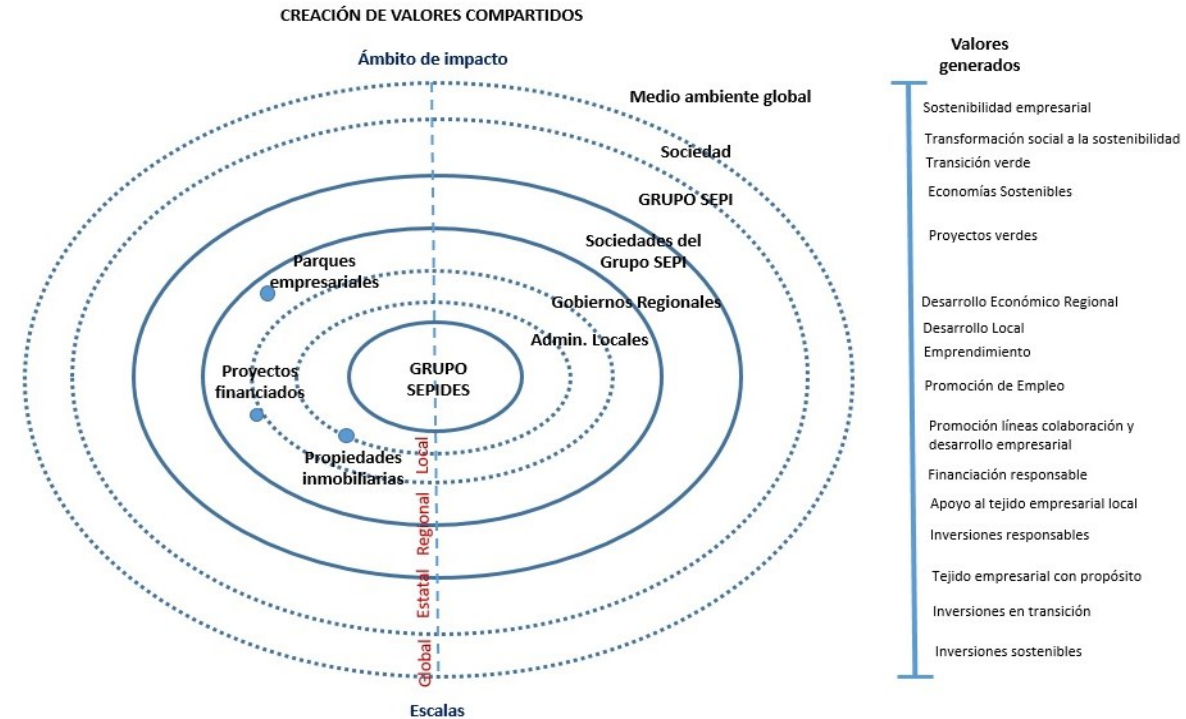 CREACIÓN DE VALORES COMPARTIDOS
Ámbito de impacto
Medio ambiente global
Sociedad
GRUPO SEPI
Sociedades del
Grupo SEPI
Parques
empresariales
Gobiernos Regionales
Admin. Locales
GRUPO
SEPIDES
Proyectos
financiados
Propiedades
inmobiliarias
Local
Regional
Estatal
Global
Escalas
Valores
generados
Sostenibilidad empresarial
Transformación social a la sostenibilidad
Transición verde
Economías Sostenibles
Proyectos verdes
Desarrollo Económico Regional
Desarrollo Local
Emprendimiento
Promoción de Empleo
Promoción líneas colaboración y
desarrollo empresarial
Financiación responsable
Apoyo al tejido empresarial local
Inversiones responsables
Tejido empresarial con propósito
Inversiones en transición
Inversiones sostenibles